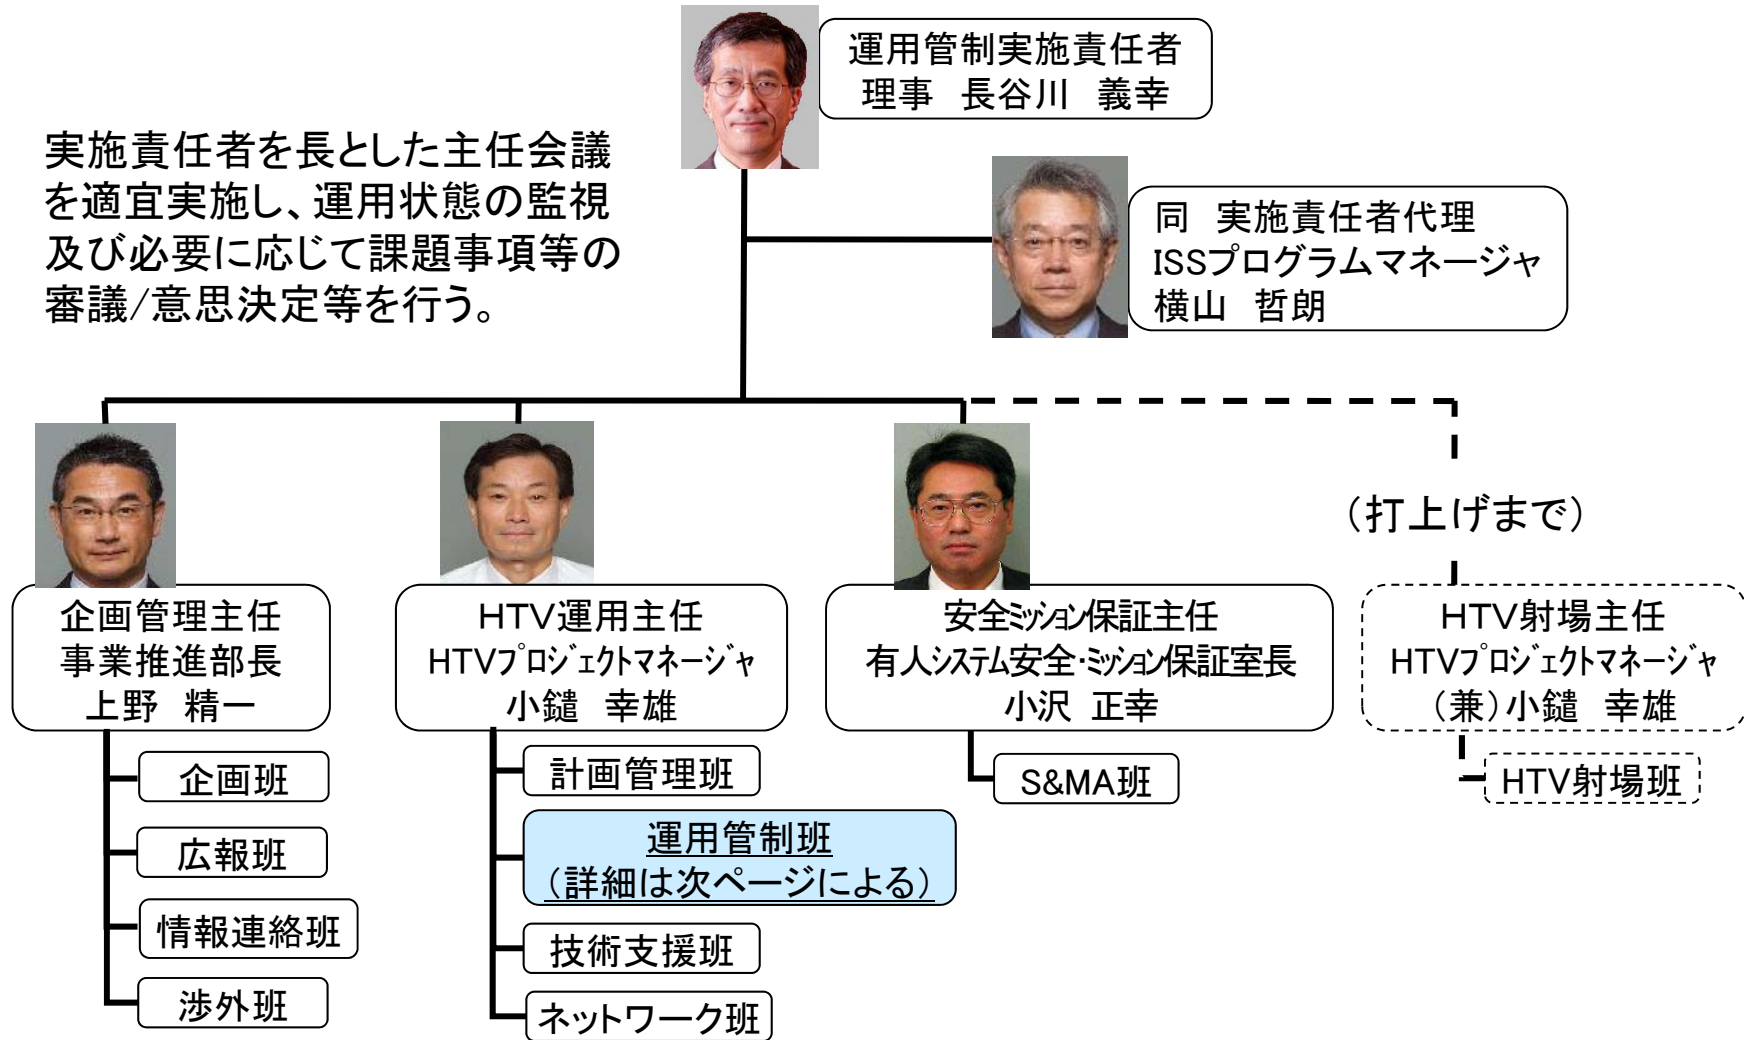 運用管制実施責任者
理事　長谷川　義幸
実施責任者を長とした主任会議
を適宜実施し、運用状態の監視
及び必要に応じて課題事項等の
審議/意思決定等を行う。
同　実施責任者代理
ISSプログラムマネージャ
横山　哲朗
（打上げまで）
企画管理主任
事業推進部長
上野　精一
HTV運用主任
HTVプロジェクトマネージャ
小鑓　幸雄
安全ミッション保証主任
有人システム安全・ミッション保証室長
小沢　正幸
HTV射場主任
HTVプロジェクトマネージャ
（兼）小鑓　幸雄
企画班
広報班
情報連絡班
渉外班
計画管理班
運用管制班
（詳細は次ページによる）
技術支援班
ネットワーク班
S&MA班
HTV射場班